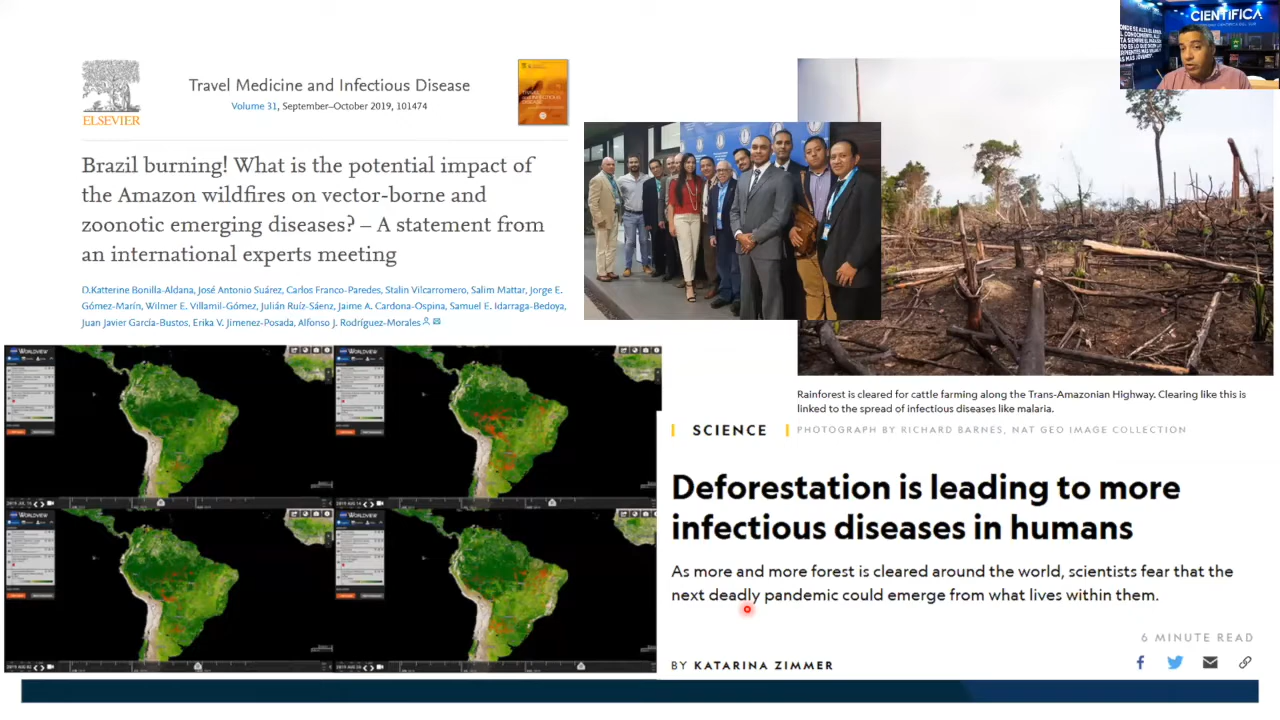 ELSEVIER
Travel Medicine and Infectious Disease
Volume 31, September–October 2019, 101474
Brazil burning! What is the potential impact of
the Amazon wildfires on vector-borne and
zoonotic emerging diseases? – A statement from
an international experts meeting
D.Katterine Bonilla-Aldana, José Antonio Suárez, Carlos Franco-Paredes, Stalin Vilcarromero, Salim Mattar, Jorge E.
Gómez-Marín, Wilmer E. Villamil-Gómez, Julián Ruíz-Sáenz, Jaime A. Cardona-Ospina, Samuel E. Idarraga-Bedoya,
Juan Javier García-Bustos, Erika V. Jimenez-Posada, Alfonso J. Rodríguez-Morales
CIENTÍFICA
WORLDVIEW
WORLDVIEW
WORLDVIEW
WORLDVIEW
Rainforest is cleared for cattle farming along the Trans-Amazonian Highway. Clearing like this is
linked to the spread of infectious diseases like malaria.
PHOTOGRAPH BY RICHARD BARNES, NAT GEO IMAGE COLLECTION
SCIENCE
Deforestation is leading to more
infectious diseases in humans
As more and more forest is cleared around the world, scientists fear that the
next deadly pandemic could emerge from what lives within them.
6 MINUTE READ
BY KATARINA ZIMMER